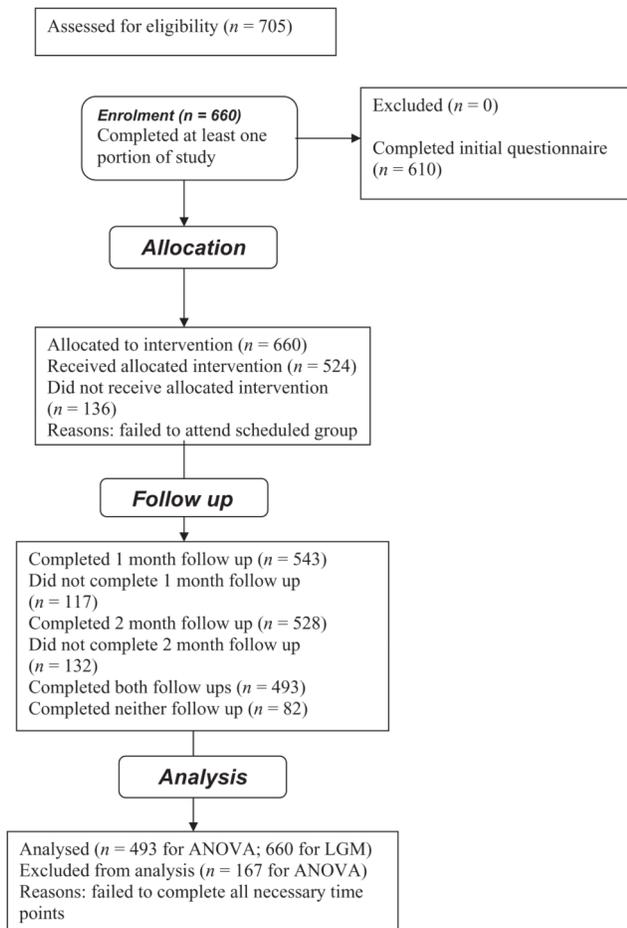 Assessed for eligibility (n = 705)
Enrolment (n = 660)
Completed at least one
portion of study
Excluded (n = 0)
Completed initial questionnaire
(n = 610)
Allocation
Allocated to intervention (n = 660)
Received allocated intervention (n = 524)
Did not receive allocated intervention
(n = 136)
Reasons: failed to attend scheduled group
Follow up
Completed 1 month follow up (n = 543)
Did not complete 1 month follow up
(n = 117)
Completed 2 month follow up (n = 528)
Did not complete 2 month follow up
(n = 132)
Completed both follow ups (n = 493)
Completed neither follow up (n = 82)
Analysis
Analysed (n = 493 for ANOVA; 660 for LGM)
Excluded from analysis (n = 167 for ANOVA)
Reasons: failed to complete all necessary time
points